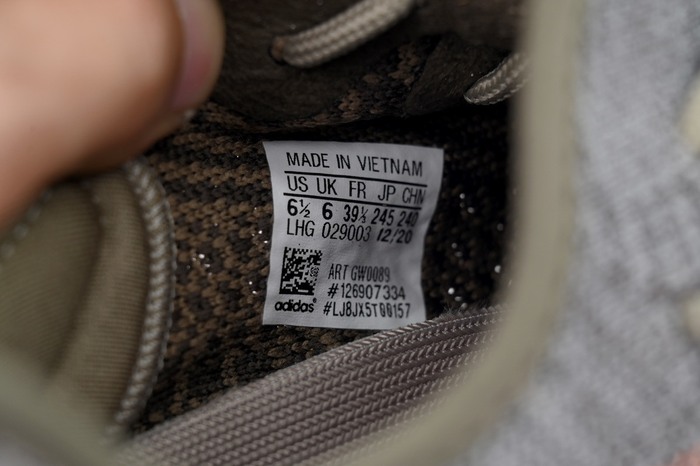 MADE IN VIETNAM
US UK FR JP CHN
6½ 6 39⅓ 245 240
LHG 029003 12/20
ART GW0089
#126907334
adidas® #LJ8JX5T00157